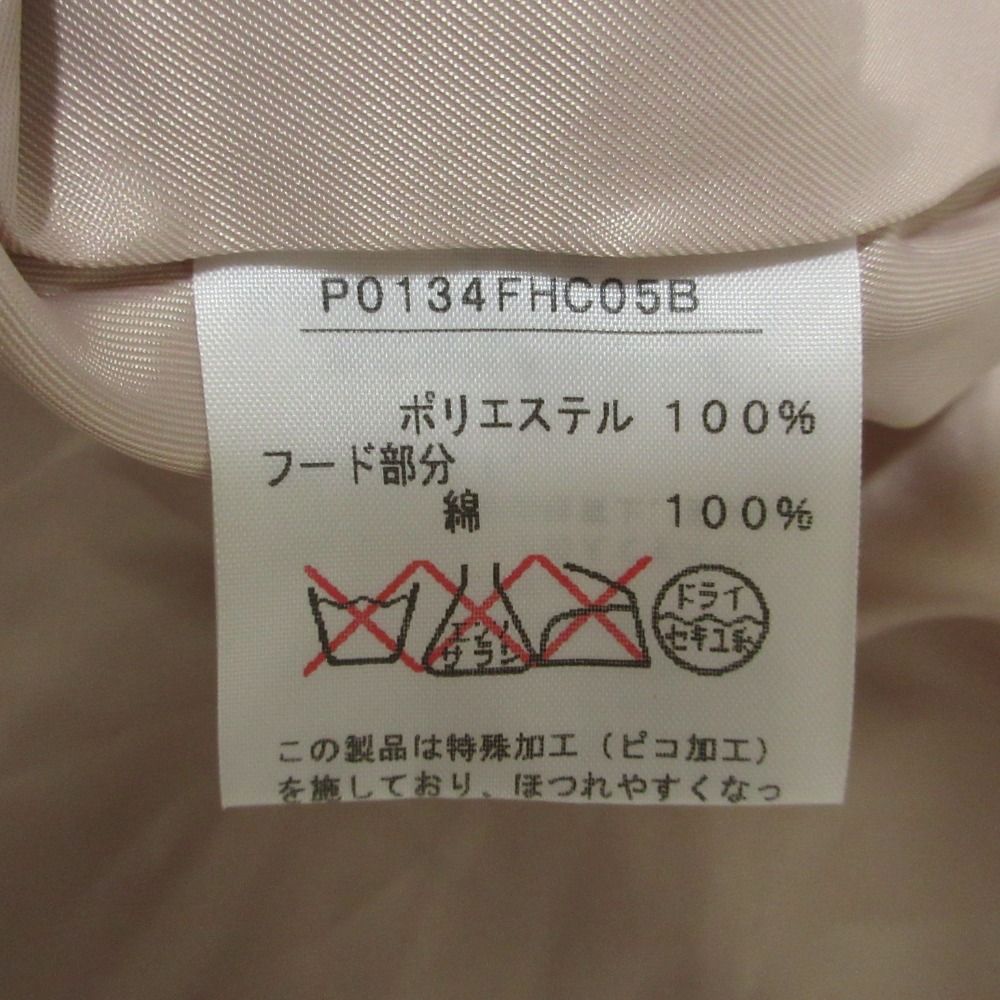 P0134FHC05B
ポリエステル 100%
フード部分
綿 100%
エンソ
サラシ
ドライ
セキユ系
この製品は特殊加工（ピコ加工）
を施しており、ほつれやすくなっ